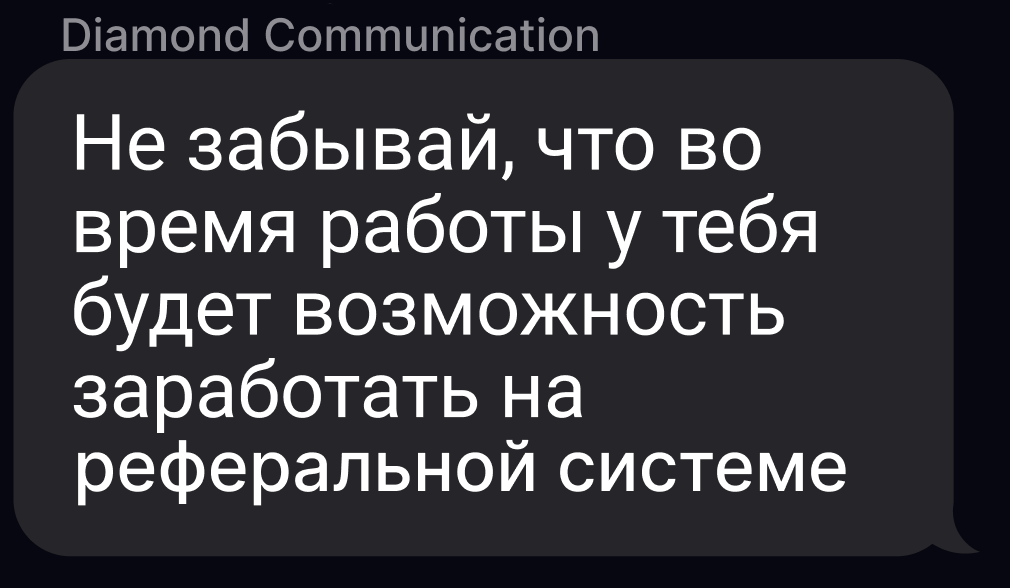 Diamond Communication
Не забывай, что во
время работы у тебя
будет возможность
заработать на
реферальной системе